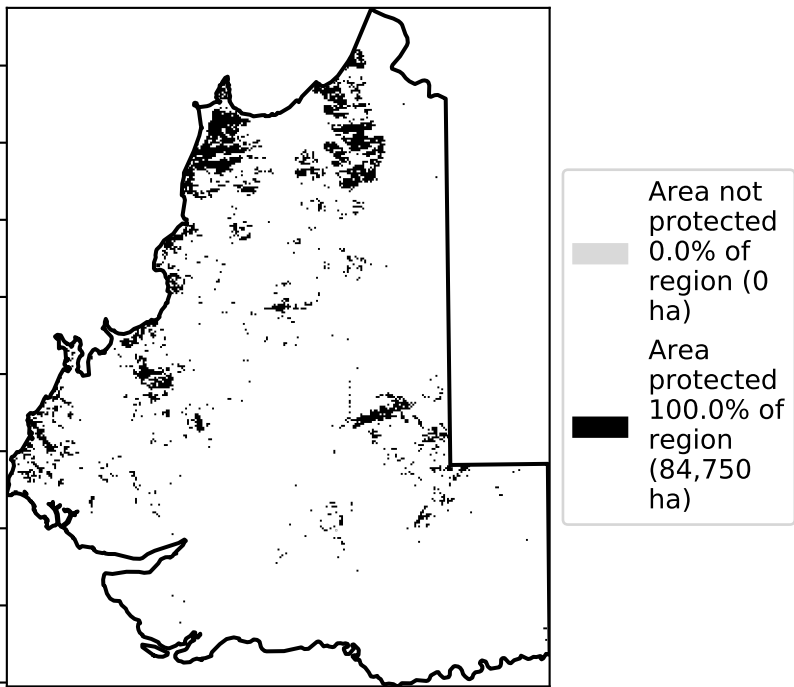 Area not
protected
0.0% of
region (0
ha)
Area
protected
100.0% of
region
(84,750
ha)